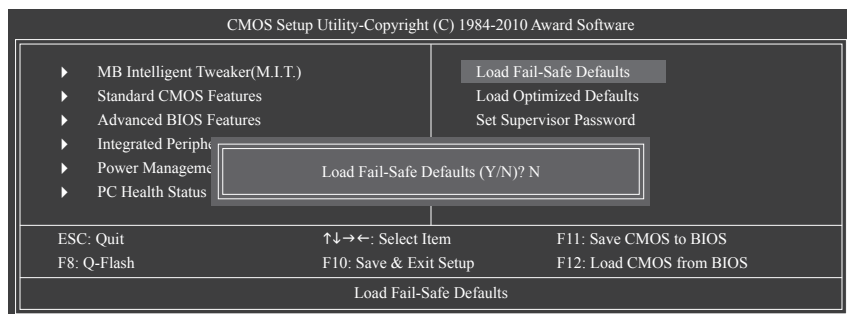 CMOS Setup Utility-Copyright (C) 1984-2010 Award Software
MB Intelligent Tweaker(M.I.T.)
Standard CMOS Features
Advanced BIOS Features
Integrated
Power
PC Health Status
Load Fail-Safe Defaults
Load Optimized Defaults
Set Supervisor Password
Load Fail-Safe Defaults (Y/N)? N
ESC: Quit ↑↓→←: Select Item F11: Save CMOS to BIOS
F8: Q-Flash F10: Save & Exit Setup F12: Load CMOS from BIOS
Load Fail-Safe Defaults